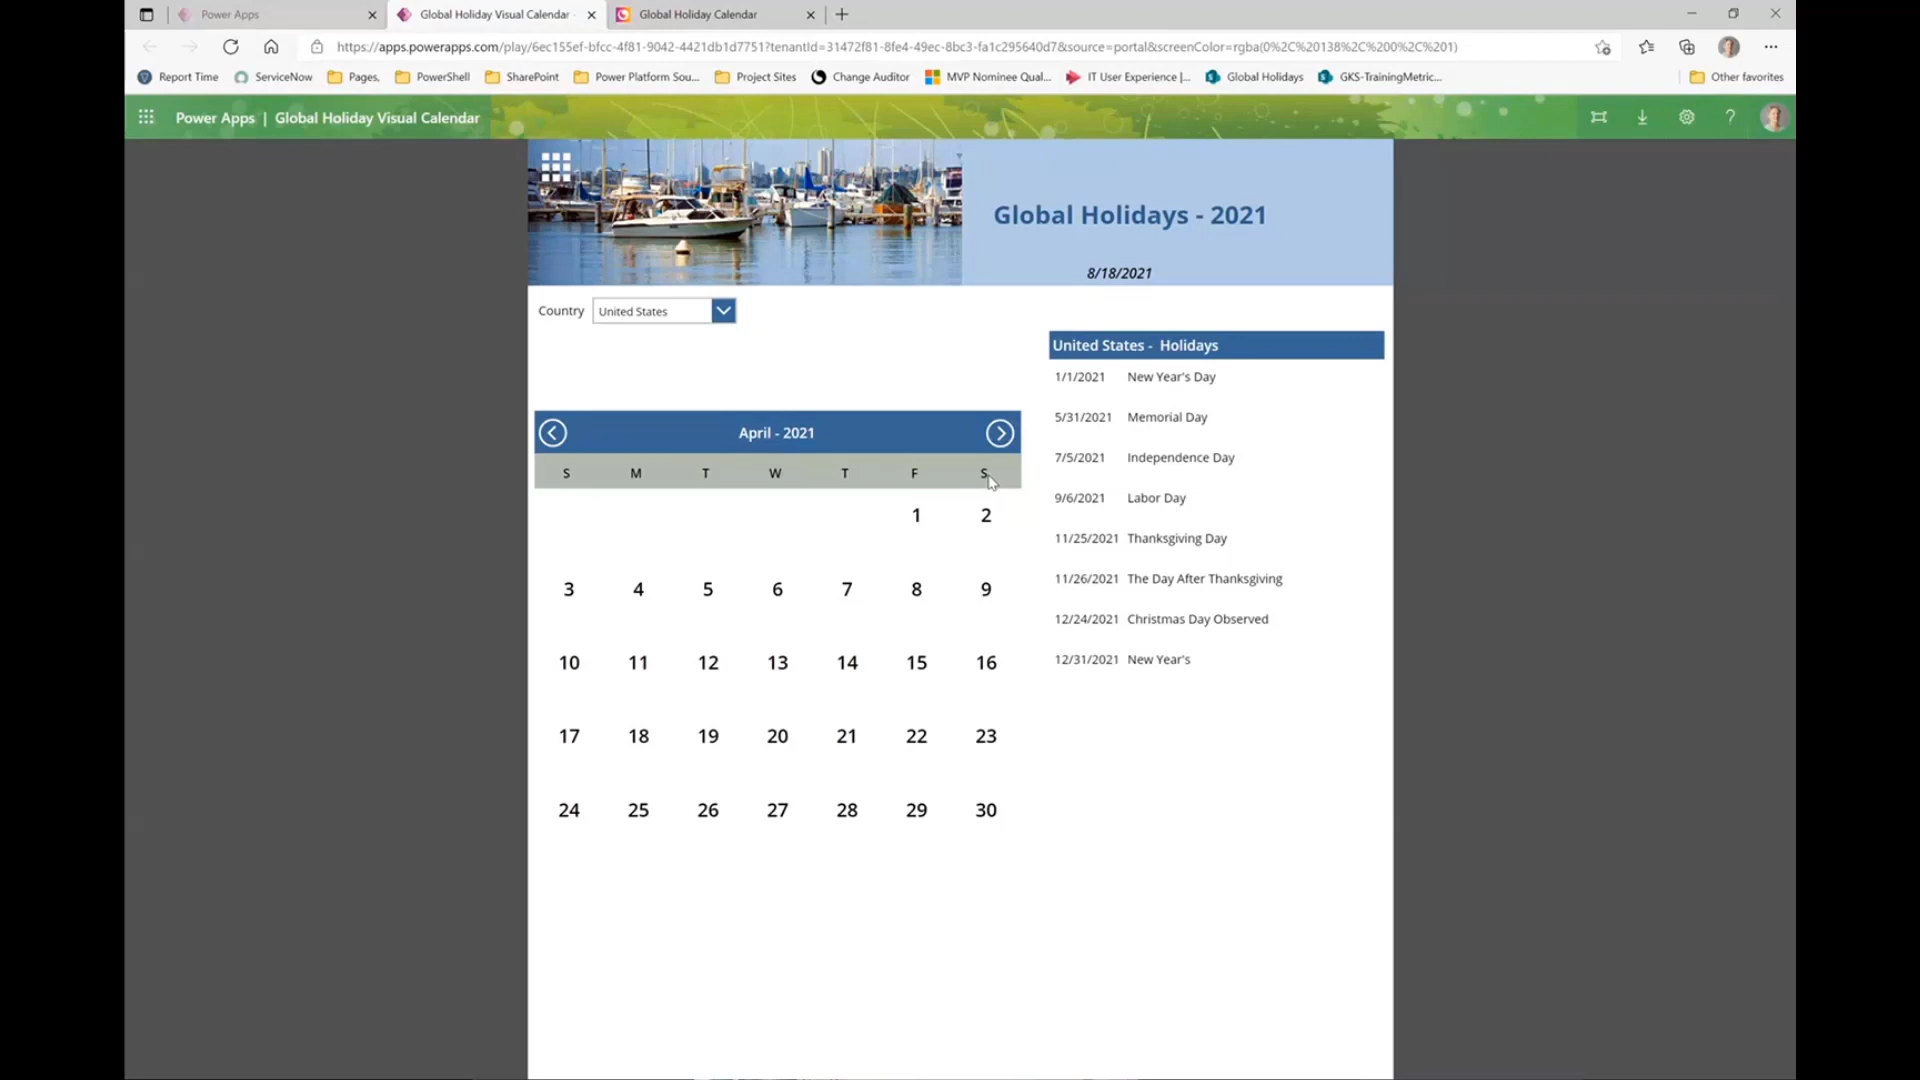 Power Apps
Global Holiday Visual Calendar
Global Holiday Calendar
https://apps.powerapps.com/play/6ec155ef-bfcc-4f81-9042-4421db1d7751?tenantId=31472f81-8fe4-49ec-8bc3-fa1c295640d7&source=portal&screenColor=rgba(0%2C%20138%2C%200%2C%201)
Report Time ServiceNow Pages, PowerShell SharePoint Power Platform Sou... Project Sites Change Auditor MVP Nominee Qual... IT User Experience |... Global Holidays GKS-TrainingMetric... Other favorites
Power Apps | Global Holiday Visual Calendar
Global Holidays - 2021
8/18/2021
Country United States
United States - Holidays
1/1/2021 New Year's Day
5/31/2021 Memorial Day
7/5/2021 Independence Day
9/6/2021 Labor Day
11/25/2021 Thanksgiving Day
11/26/2021 The Day After Thanksgiving
12/24/2021 Christmas Day Observed
12/31/2021 New Year's
April - 2021
S M T W T F S
1 2
3 4 5 6 7 8 9
10 11 12 13 14 15 16
17 18 19 20 21 22 23
24 25 26 27 28 29 30